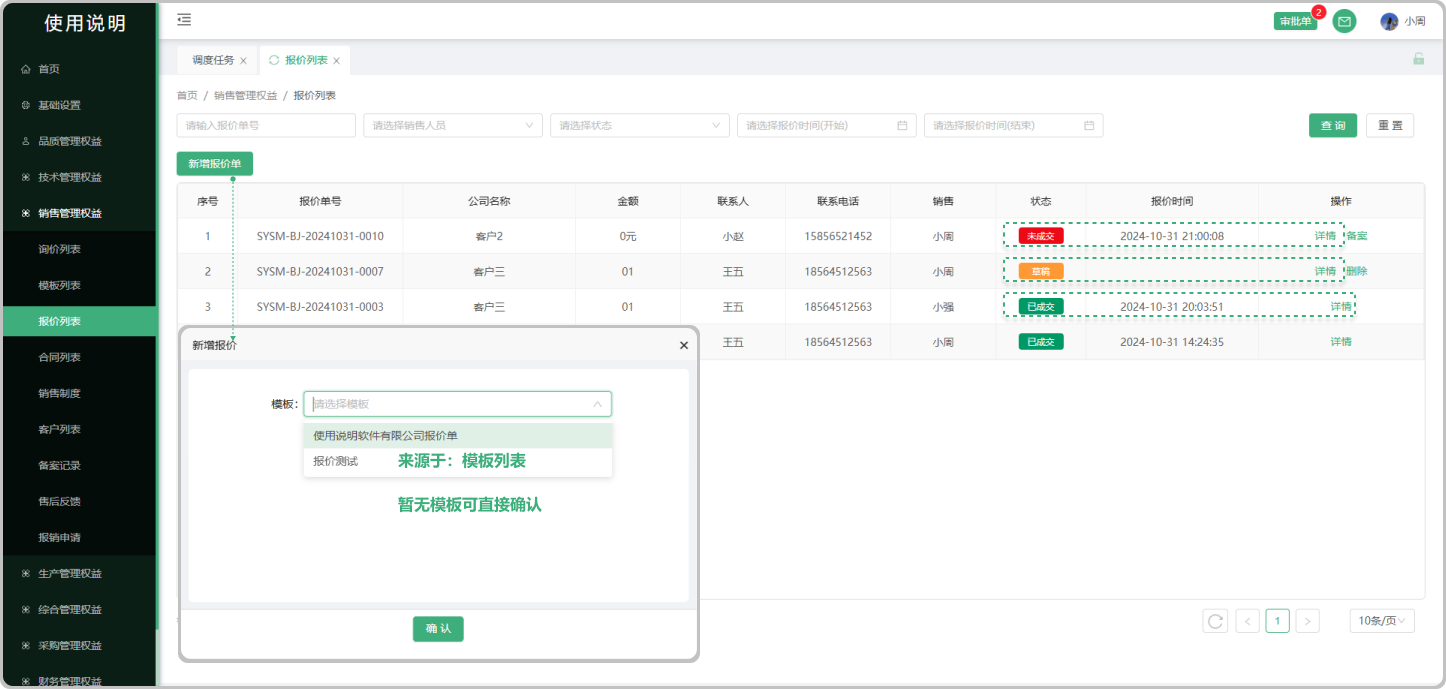 使用说明
审批单
2
小周
首页
基础设置
品质管理权益
技术管理权益
销售管理权益
询价列表
模板列表
报价列表
合同列表
销售制度
客户列表
备案记录
售后反馈
报销申请
生产管理权益
综合管理权益
采购管理权益
财务管理权益
调度任务 报价列表
首页 / 销售管理权益 / 报价列表
请输入报价单号 请选择销售人员 请选择状态 请选择报价时间(开始) 请选择报价时间(结束) 查 询 重 置
新增报价单
序号 报价单号 公司名称 金额 联系人 联系电话 销售 状态 报价时间 操作
1 SYSM-BJ-20241031-0010 客户2 0元 小赵 15856521452 小周 未成交 2024-10-31 21:00:08 详情 备案
2 SYSM-BJ-20241031-0007 客户三 01 王五 18564512563 小周 草稿 详情 删除
3 SYSM-BJ-20241031-0003 客户三 01 王五 18564512563 小强 已成交 2024-10-31 20:03:51 详情
王五 18564512563 小周 已成交 2024-10-31 14:24:35 详情
新增报价
模板: 请选择模板
使用说明软件有限公司报价单
报价测试
来源于：模板列表
暂无模板可直接确认
确 认
1 10条/页